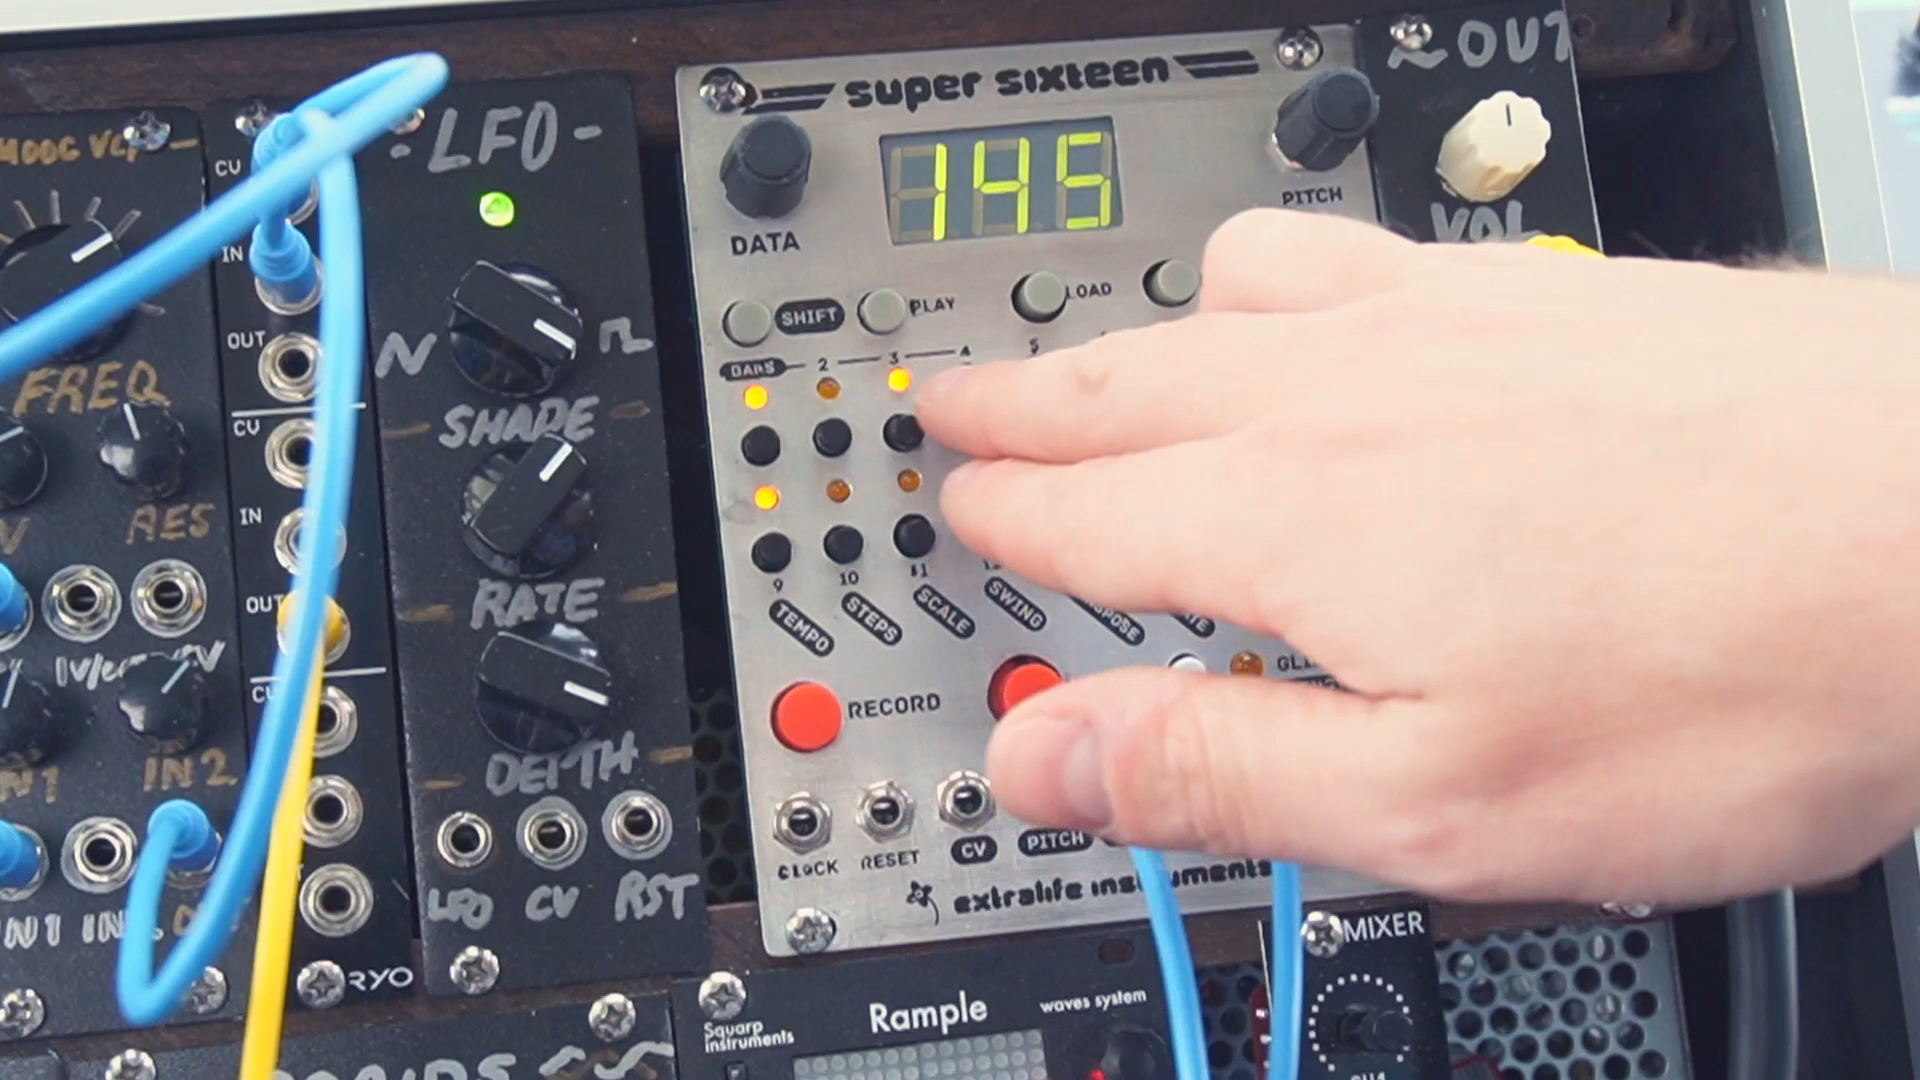 super sixteen
145
DATA
PITCH
SHIFT
PLAY
LOAD
BARS
2
3
4
5
9
10
11
TEMPO
STEPS
SCALE
SWING
RECORD
CLOCK
RESET
CV
PITCH
extralife instruments
~OUT
VOL
-LFO-
SHAPE
RATE
DEPTH
LFO
CV
RST
CV
IN
OUT
CV
IN
OUT
RYO
FREQ
RES
IN2
Squarp
instruments
Rample
waves system
MIXER